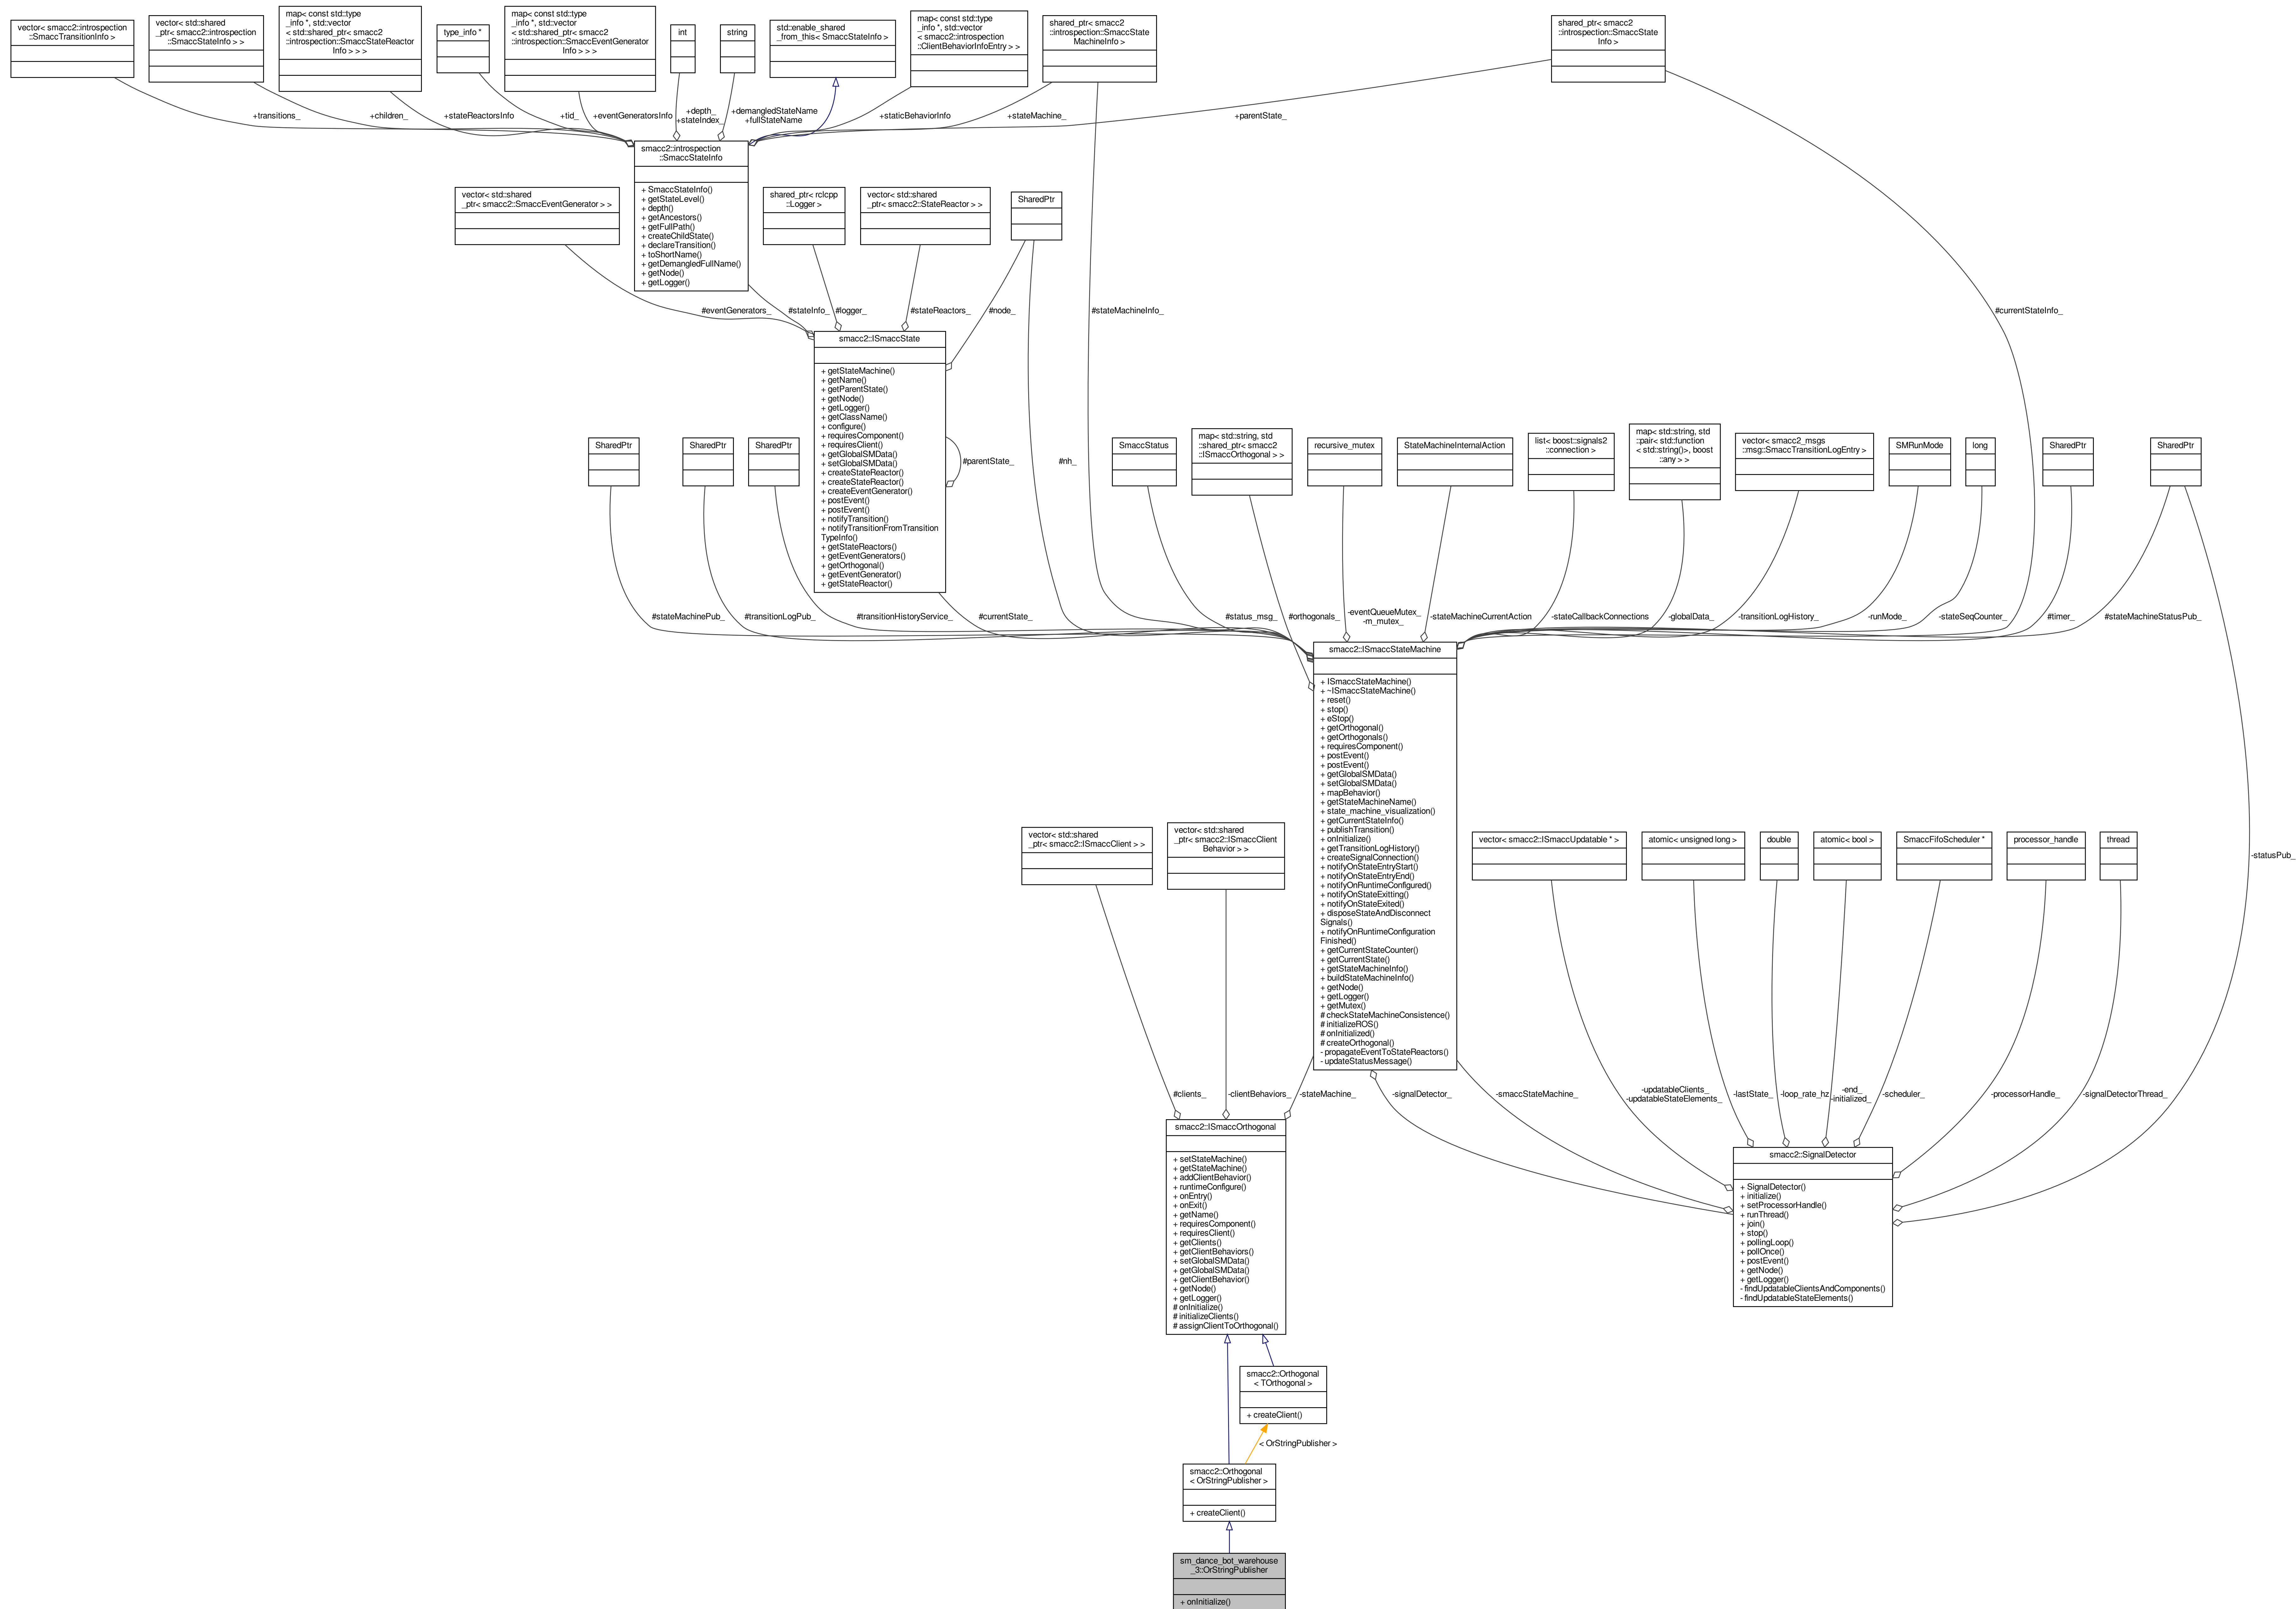 vector< smacc2::introspection
::SmaccTransitionInfo >
vector< std::shared
_ptr< smacc2::introspection
::SmaccStateInfo > >
map< const std::type
_info *, std::vector
< std::shared_ptr< smacc2
::introspection::SmaccStateReactor
Info > > >
type_info *
map< const std::type
_info *, std::vector
< std::shared_ptr< smacc2
::introspection::SmaccEventGenerator
Info > > >
int
string
std::enable_shared
_from_this< SmaccStateInfo >
map< const std::type
_info *, std::vector
< smacc2::introspection
::ClientBehaviorInfoEntry > >
shared_ptr< smacc2
::introspection::SmaccState
MachineInfo >
shared_ptr< smacc2
::introspection::SmaccState
Info >
+transitions_
+children_
+stateReactorsInfo
+tid_
+eventGeneratorsInfo
+depth_
+stateIndex_
+demangledStateName
+fullStateName
+staticBehaviorInfo
+stateMachine_
+parentState_
smacc2::introspection
::SmaccStateInfo
+ SmaccStateInfo()
+ getStateLevel()
+ depth()
+ getAncestors()
+ getFullPath()
+ createChildState()
+ declareTransition()
+ toShortName()
+ getDemangledFullName()
+ getNode()
+ getLogger()
vector< std::shared
_ptr< smacc2::SmaccEventGenerator > >
shared_ptr< rclcpp
::Logger >
vector< std::shared
_ptr< smacc2::StateReactor > >
SharedPtr
#eventGenerators_
#stateInfo_
#logger_
#stateReactors_
#node_
#stateMachineInfo_
#currentStateInfo_
smacc2::ISmaccState
+ getStateMachine()
+ getName()
+ getParentState()
+ getNode()
+ getLogger()
+ getClassName()
+ configure()
+ requiresComponent()
+ requiresClient()
+ getGlobalSMData()
+ setGlobalSMData()
+ createStateReactor()
+ createStateReactor()
+ createEventGenerator()
+ postEvent()
+ postEvent()
+ notifyTransition()
+ notifyTransitionFromTransition
TypeInfo()
+ getStateReactors()
+ getEventGenerators()
+ getOrthogonal()
+ getEventGenerator()
+ getStateReactor()
#parentState_
#nh_
SharedPtr
SharedPtr
SharedPtr
SmaccStatus
map< std::string, std
::shared_ptr< smacc2
::ISmaccOrthogonal > >
recursive_mutex
StateMachineInternalAction
list< boost::signals2
::connection >
map< std::string, std
::pair< std::function
< std::string()>, boost
::any > >
vector< smacc2_msgs
::msg::SmaccTransitionLogEntry >
SMRunMode
long
SharedPtr
SharedPtr
#stateMachinePub_
#transitionLogPub_
#transitionHistoryService_
#currentState_
#status_msg_
#orthogonals_
-eventQueueMutex_
-m_mutex_
-stateMachineCurrentAction
-stateCallbackConnections
-globalData_
-transitionLogHistory_
-runMode_
-stateSeqCounter_
#timer_
#stateMachineStatusPub_
smacc2::ISmaccStateMachine
+ ISmaccStateMachine()
+ ~ISmaccStateMachine()
+ reset()
+ stop()
+ eStop()
+ getOrthogonal()
+ getOrthogonals()
+ requiresComponent()
+ postEvent()
+ postEvent()
+ getGlobalSMData()
+ setGlobalSMData()
+ mapBehavior()
+ getStateMachineName()
+ state_machine_visualization()
+ getCurrentStateInfo()
+ publishTransition()
+ onInitialize()
+ getTransitionLogHistory()
+ createSignalConnection()
+ notifyOnStateEntryStart()
+ notifyOnStateEntryEnd()
+ notifyOnRuntimeConfigured()
+ notifyOnStateExitting()
+ notifyOnStateExited()
+ disposeStateAndDisconnect
Signals()
+ notifyOnRuntimeConfiguration
Finished()
+ getCurrentStateCounter()
+ getCurrentState()
+ getStateMachineInfo()
+ buildStateMachineInfo()
+ getNode()
+ getLogger()
+ getMutex()
# checkStateMachineConsistence()
# initializeROS()
# onInitialized()
# createOrthogonal()
- propagateEventToStateReactors()
- updateStatusMessage()
vector< std::shared
_ptr< smacc2::ISmaccClient > >
vector< std::shared
_ptr< smacc2::ISmaccClient
Behavior > >
vector< smacc2::ISmaccUpdatable * >
atomic< unsigned long >
double
atomic< bool >
SmaccFifoScheduler *
processor_handle
thread
-statusPub_
#clients_
-clientBehaviors_
-stateMachine_
-signalDetector_
-smaccStateMachine_
-updatableClients_
-updatableStateElements_
-lastState_
-loop_rate_hz
-end_
-initialized_
-scheduler_
-processorHandle_
-signalDetectorThread_
smacc2::ISmaccOrthogonal
+ setStateMachine()
+ getStateMachine()
+ addClientBehavior()
+ runtimeConfigure()
+ onEntry()
+ onExit()
+ getName()
+ requiresComponent()
+ requiresClient()
+ getClients()
+ getClientBehaviors()
+ setGlobalSMData()
+ getGlobalSMData()
+ getClientBehavior()
+ getNode()
+ getLogger()
# onInitialize()
# initializeClients()
# assignClientToOrthogonal()
smacc2::SignalDetector
+ SignalDetector()
+ initialize()
+ setProcessorHandle()
+ runThread()
+ join()
+ stop()
+ pollingLoop()
+ pollOnce()
+ postEvent()
+ getNode()
+ getLogger()
- findUpdatableClientsAndComponents()
- findUpdatableStateElements()
smacc2::Orthogonal
< TOrthogonal >
+ createClient()
< OrStringPublisher >
smacc2::Orthogonal
< OrStringPublisher >
+ createClient()
sm_dance_bot_warehouse
_3::OrStringPublisher
+ onInitialize()